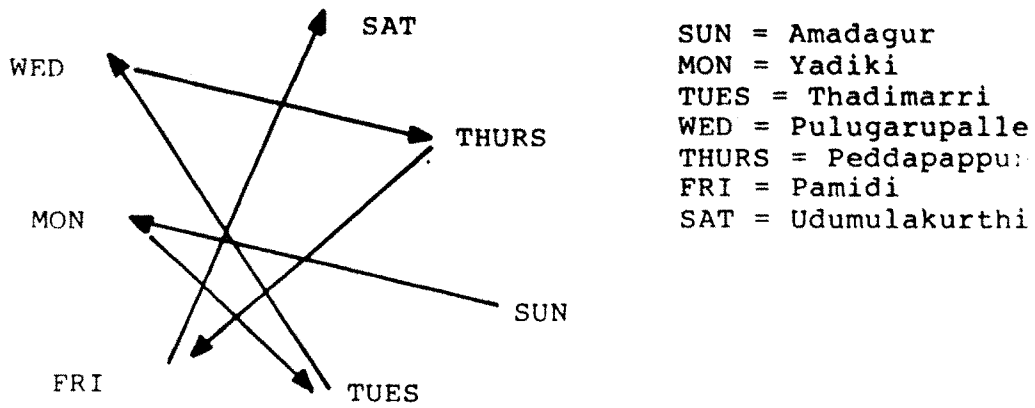 SAT
WED
THURS
MON
SUN
FRI
TUES
SUN = Amadagur
MON = Yadiki
TUES = Thadimarri
WED = Pulugarupalle
THURS =
FRI = Pamidi
SAT = Udumulakurthi